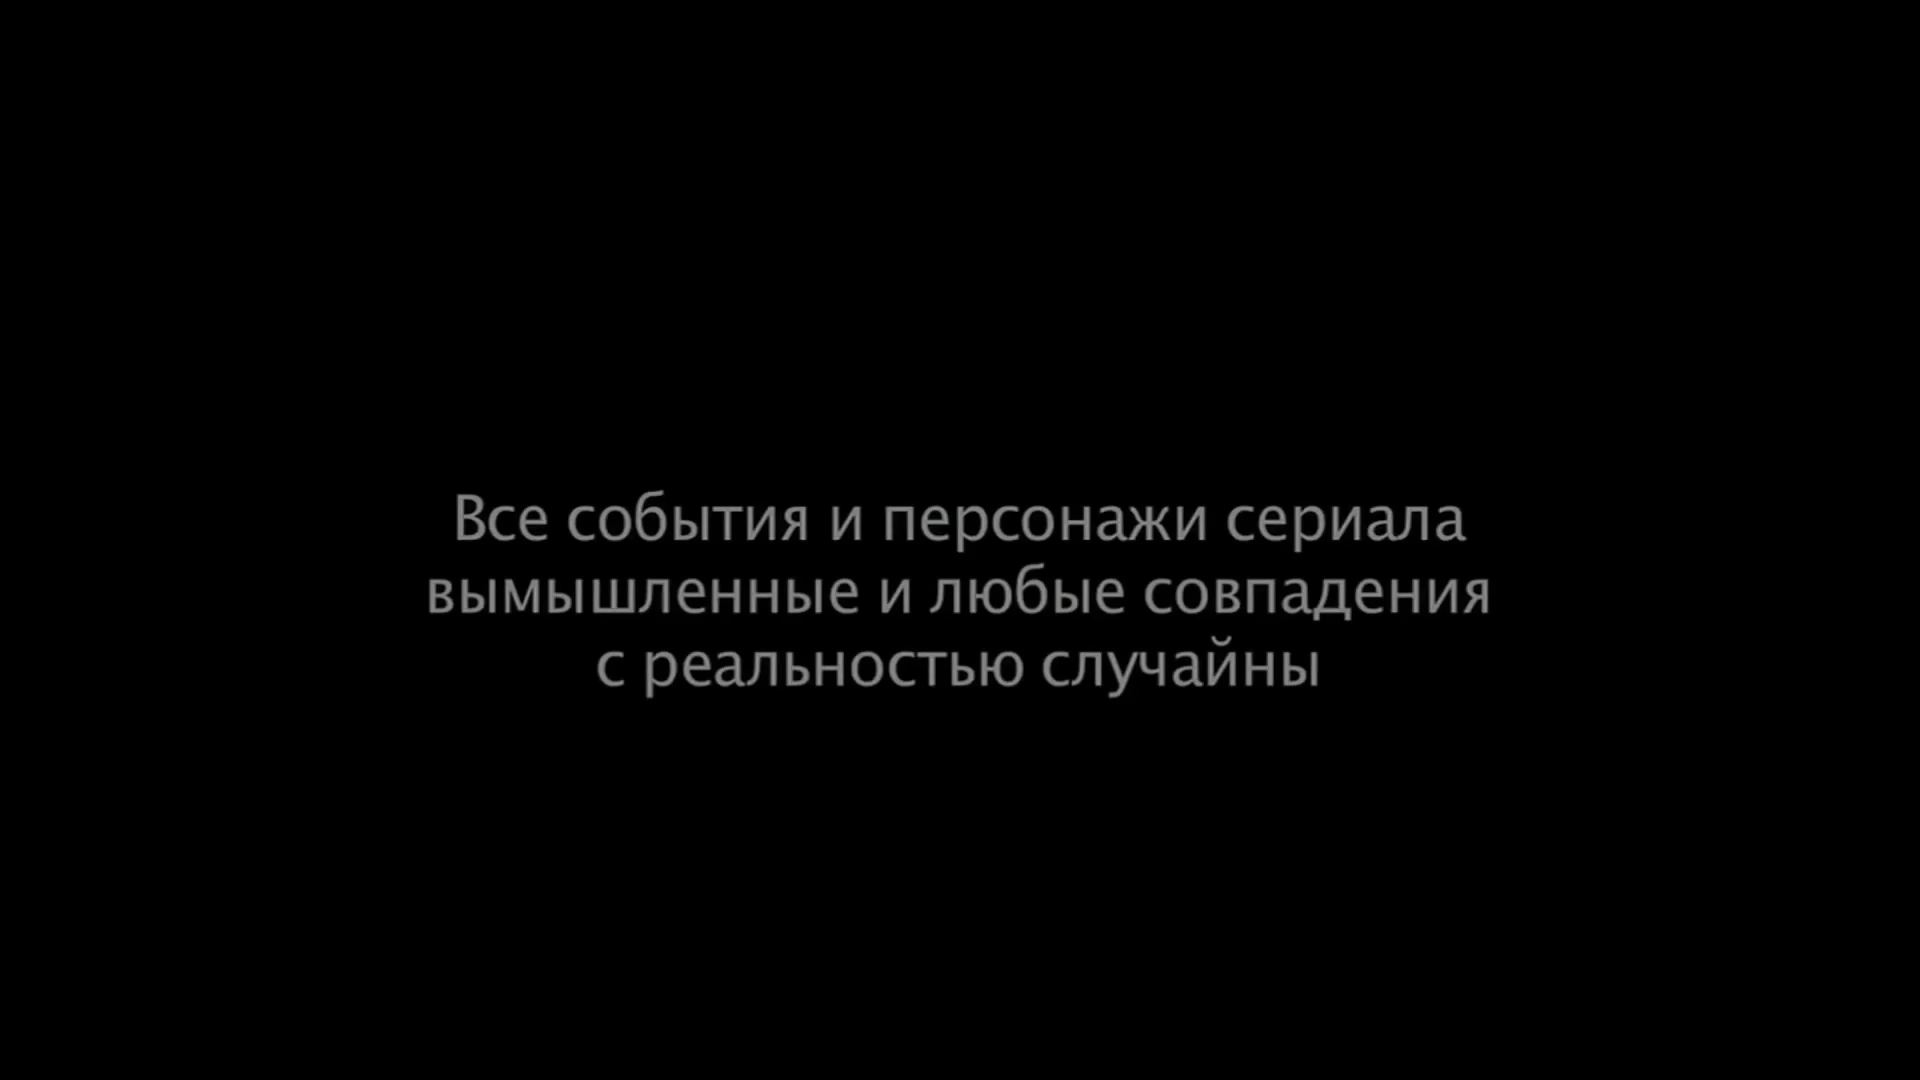 Все события и персонажи сериала
вымышленные и любые совпадения
с реальностью случайны